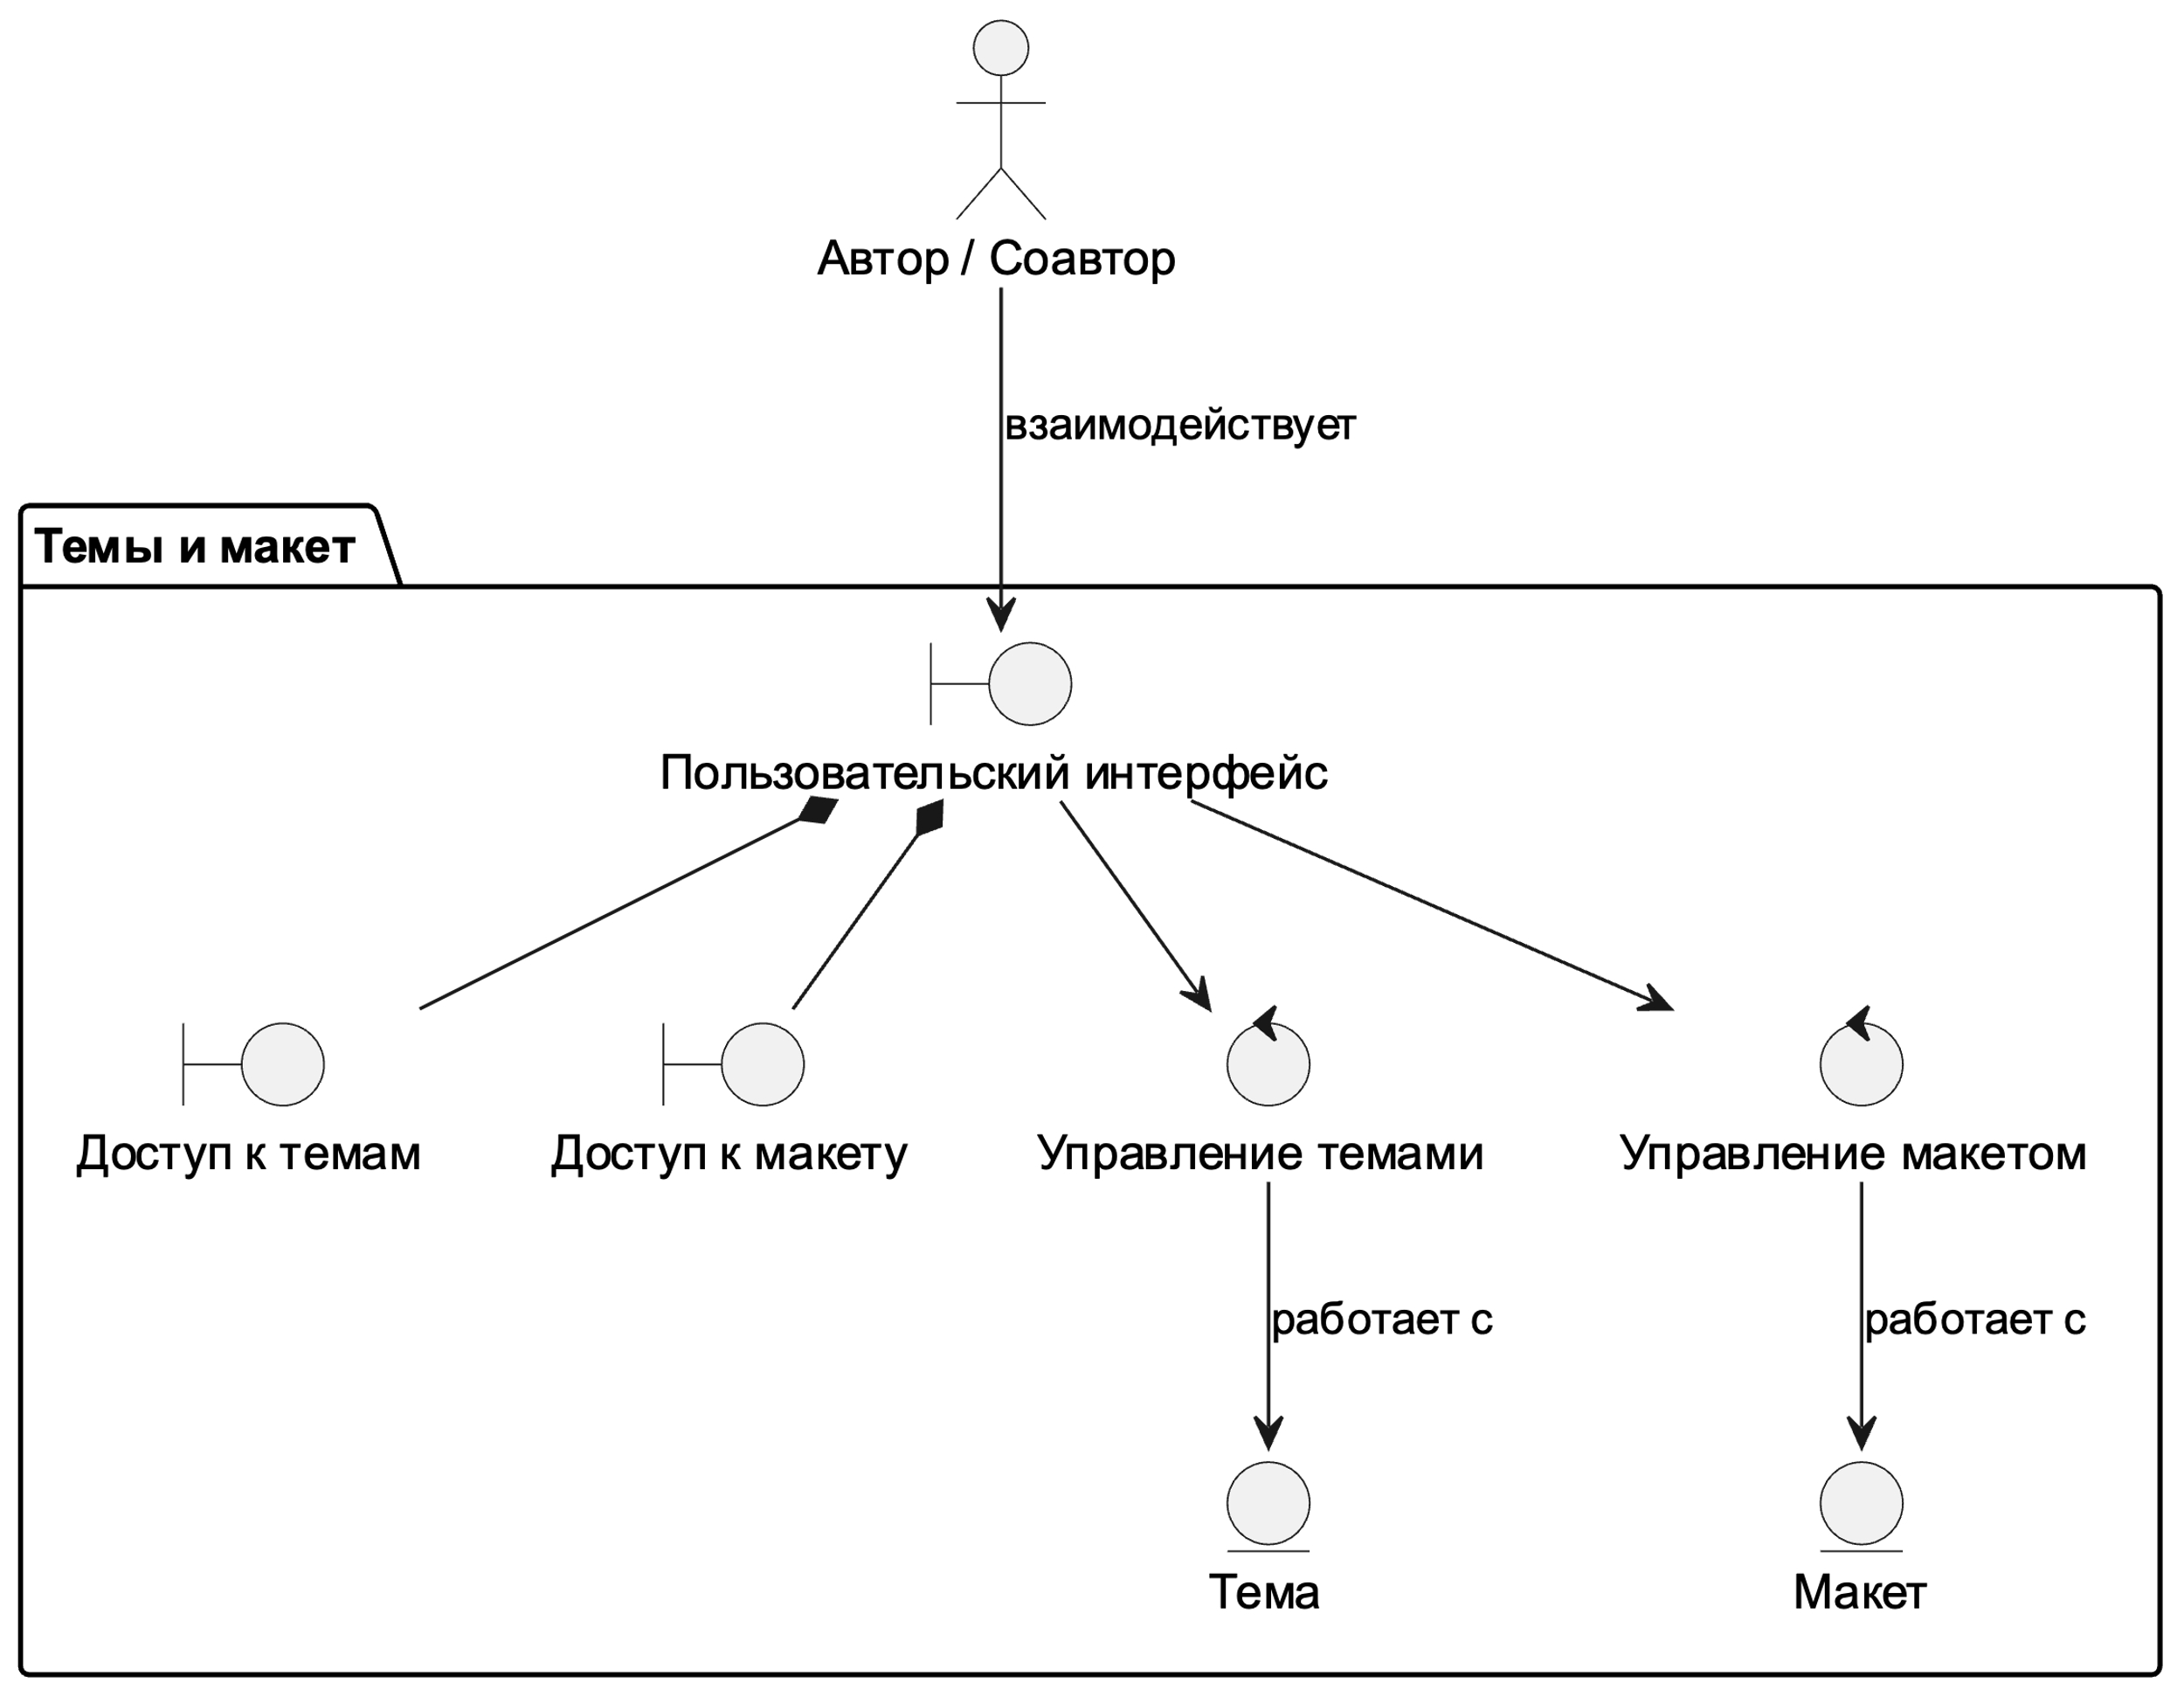 Автор / Соавтор
взаимодействует
Темы и макет
Пользовательский интерфейс
Доступ к темам
Доступ к макету
Управление темами
Управление макетом
работает с
работает с
Тема
Макет